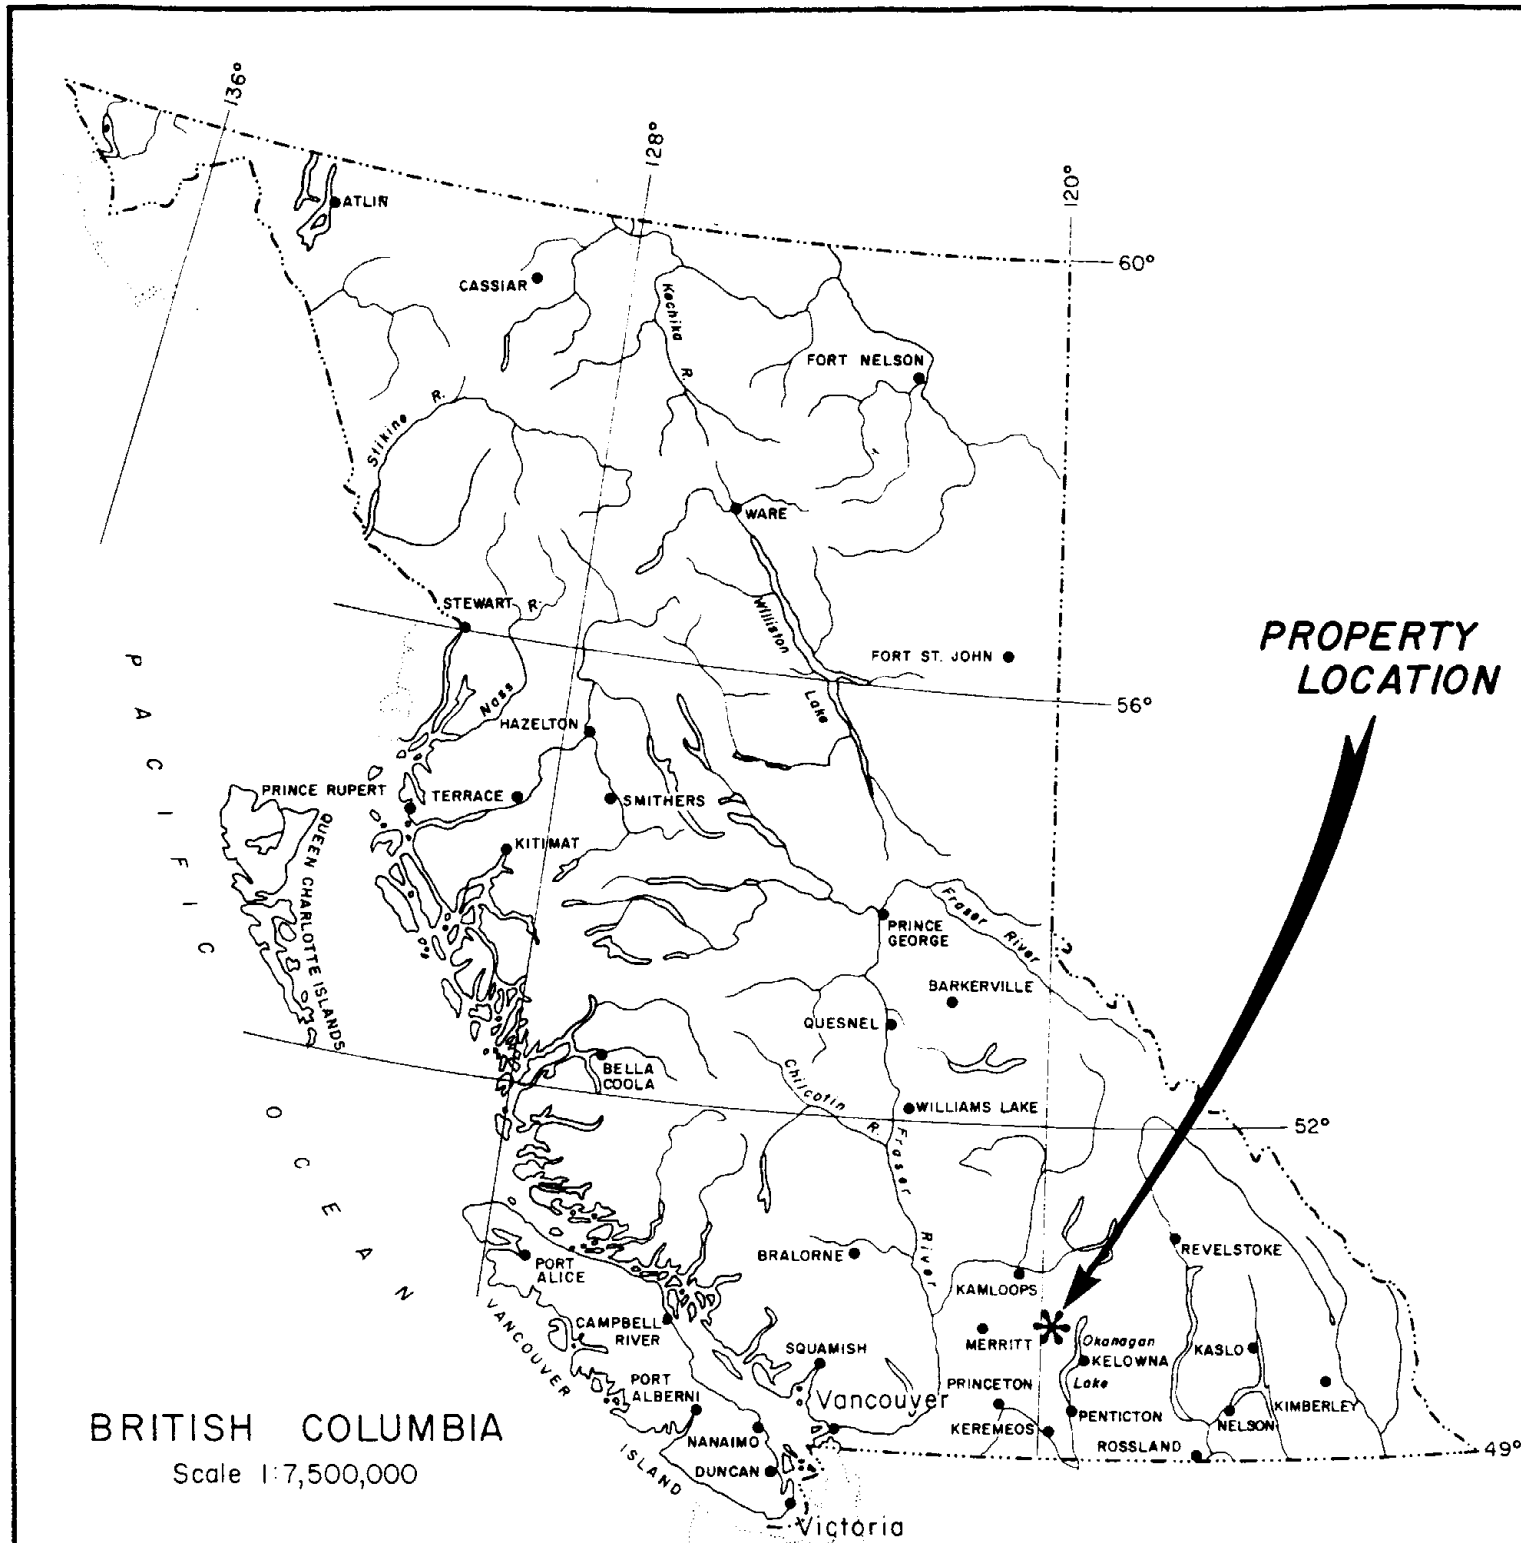 136°
128°
120°
ATLIN
60°
CASSIAR
Kechika
R.
FORT NELSON
Stikine R.
WARE
STEWART
R.
Williston
Lake
FORT ST. JOHN
PROPERTY
LOCATION
56°
Nass
HAZELTON
PRINCE RUPERT
TERRACE
SMITHERS
KITIMAT
QUEEN CHARLOTTE ISLANDS
PACIFIC
OCEAN
PRINCE
GEORGE
Fraser River
BARKERVILLE
QUESNEL
BELLA
COOLA
Chilcotin R.
WILLIAMS LAKE
52°
Fraser
River
PORT
ALICE
BRALORNE
REVELSTOKE
KAMLOOPS
VANCOUVER
ISLAND
CAMPBELL
RIVER
MERRITT
Okanagan
Lake
KELOWNA
KASLO
SQUAMISH
PORT
ALBERNI
Vancouver
PRINCETON
PENTICTON
NELSON
KIMBERLEY
NANAIMO
KEREMEOS
ROSSLAND
49°
DUNCAN
Victoria
BRITISH COLUMBIA
Scale 1:7,500,000